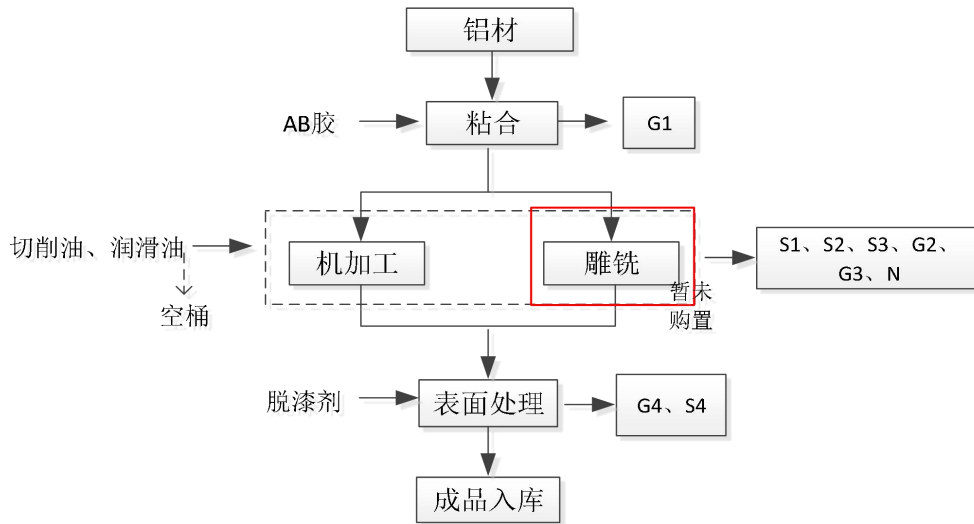 铝材
AB胶
粘合
G1
切削油、润滑油
机加工
雕铣
S1、S2、S3、G2、
G3、N
空桶
暂未
购置
脱漆剂
表面处理
G4、S4
成品入库